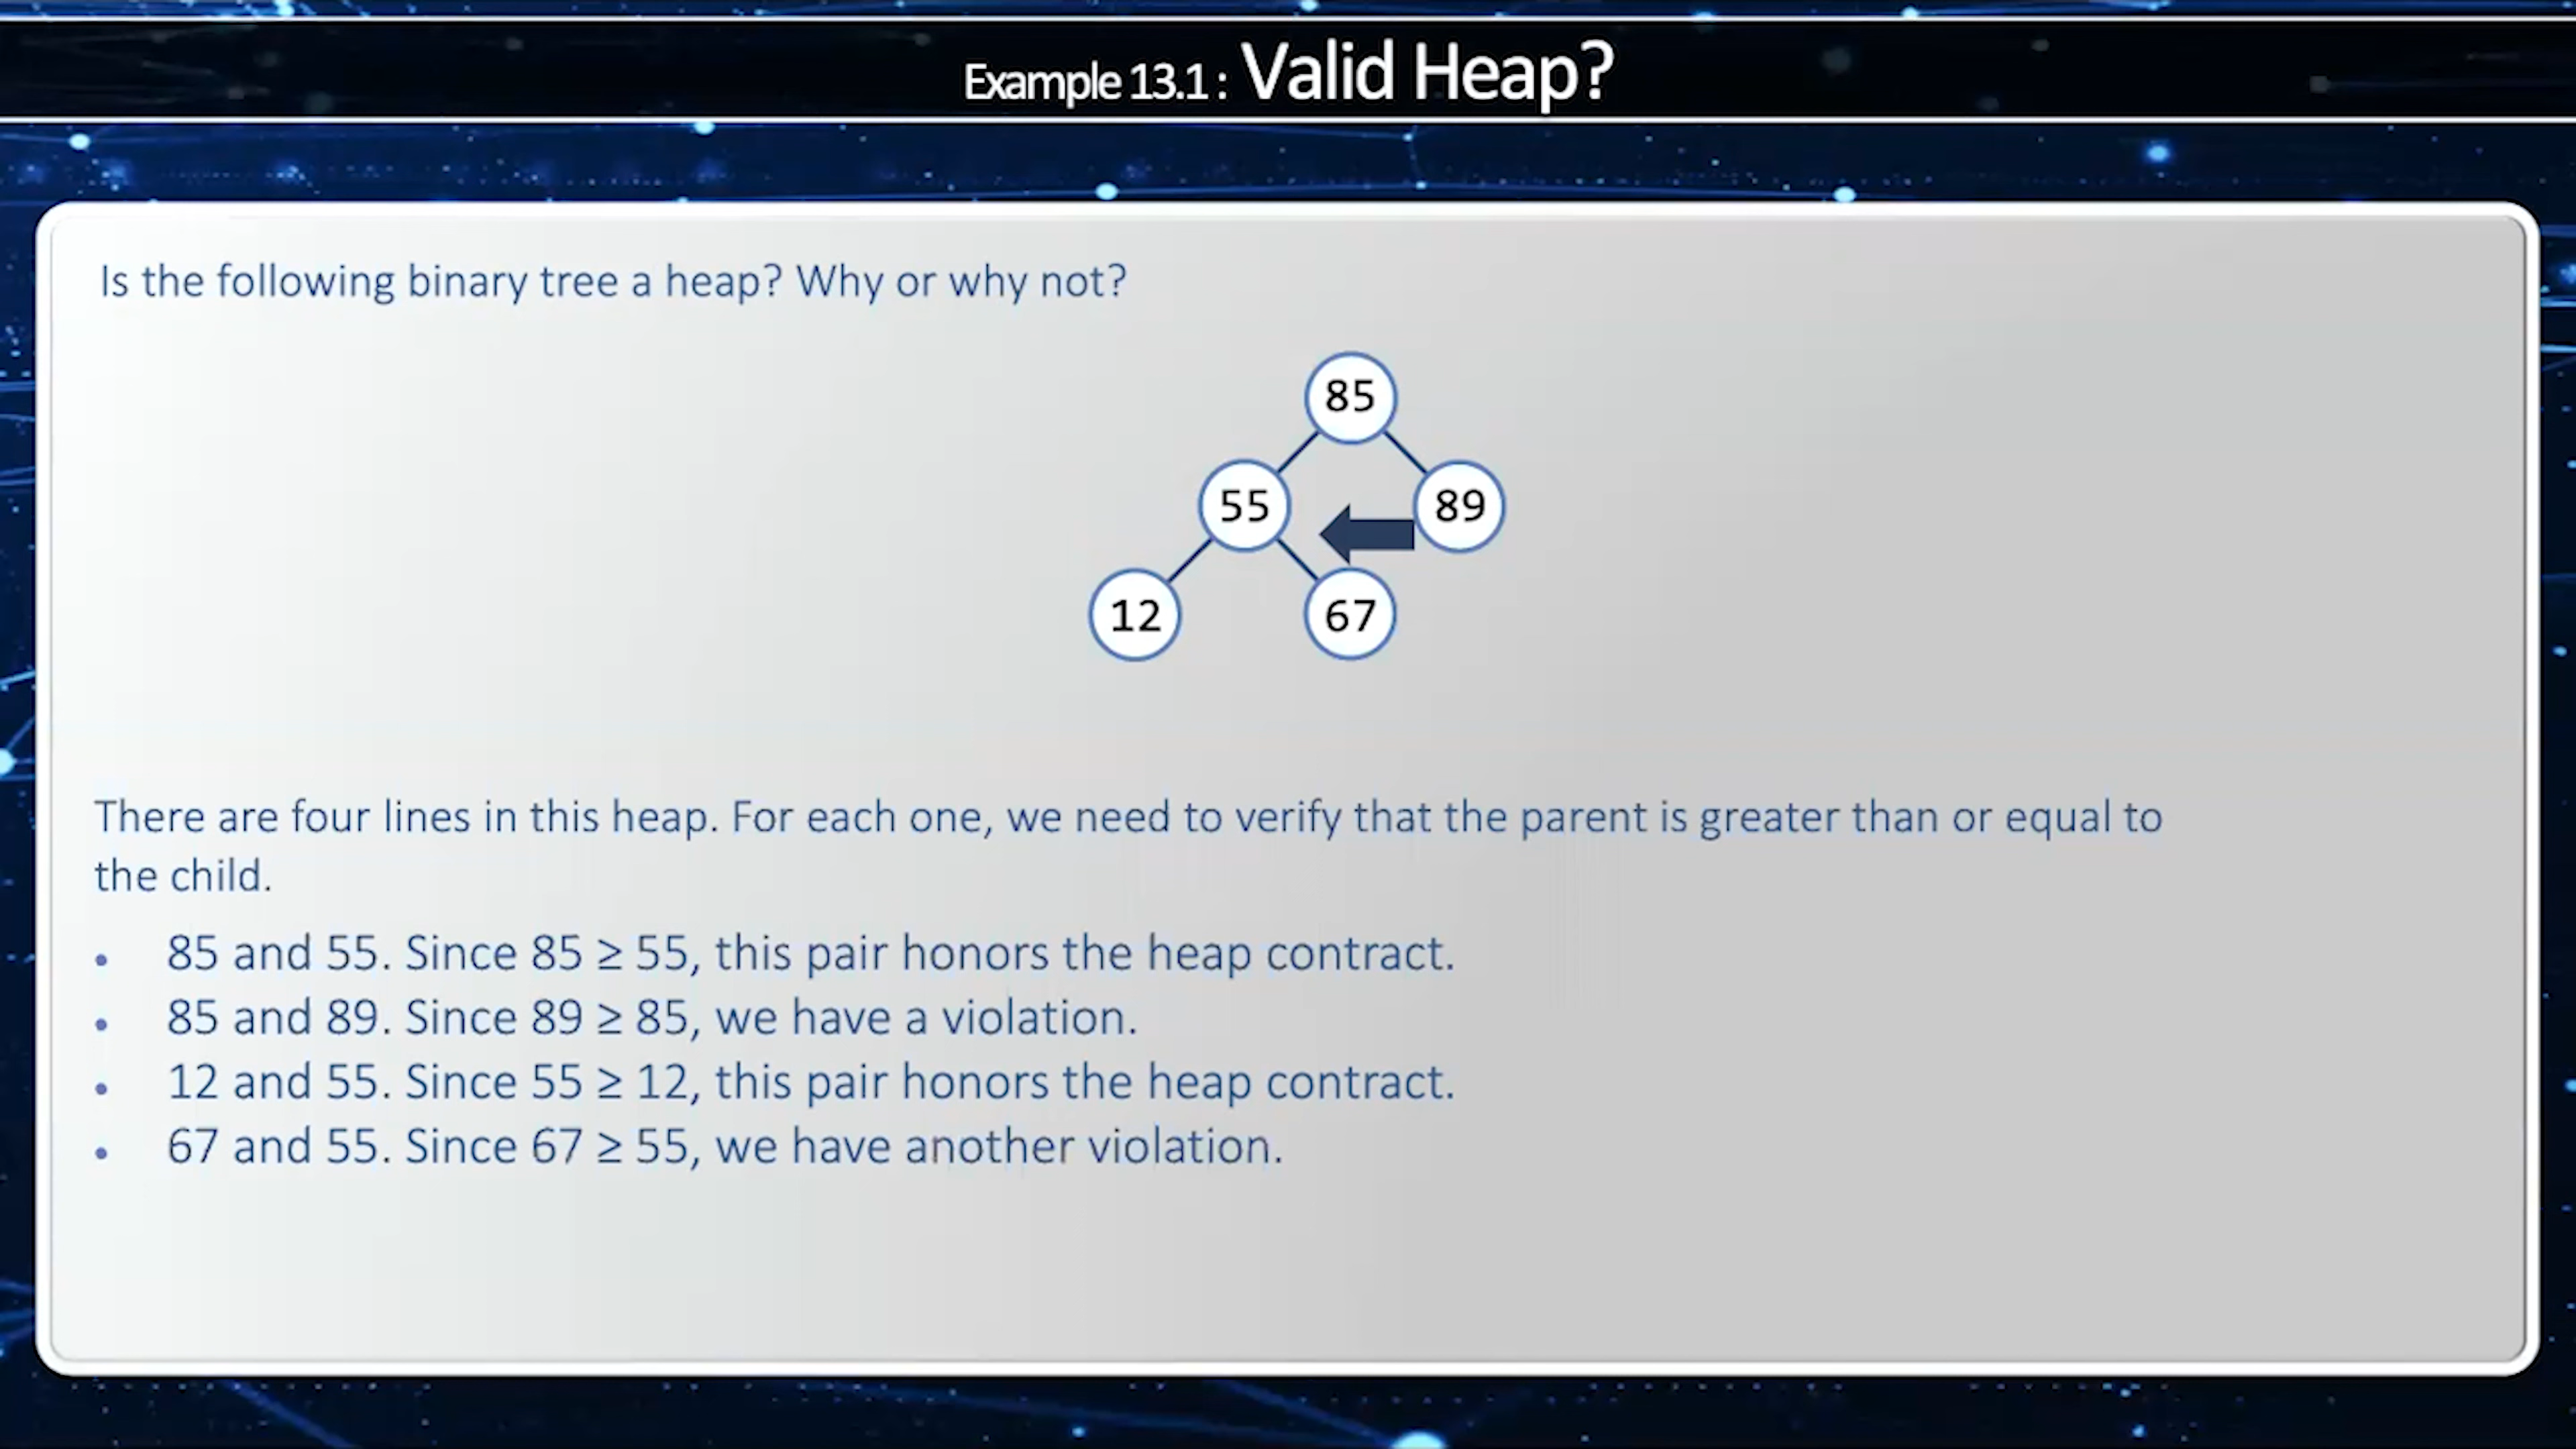 Example 13.1 : Valid Heap?
Is the following binary tree a heap? Why or why not?
85
55
89
12
67
There are four lines in this heap. For each one, we need to verify that the parent is greater than or equal to
the child.
• 85 and 55. Since 85 ≥ 55, this pair honors the heap contract.
• 85 and 89. Since 89 ≥ 85, we have a violation.
• 12 and 55. Since 55 ≥ 12, this pair honors the heap contract.
• 67 and 55. Since 67 ≥ 55, we have another violation.